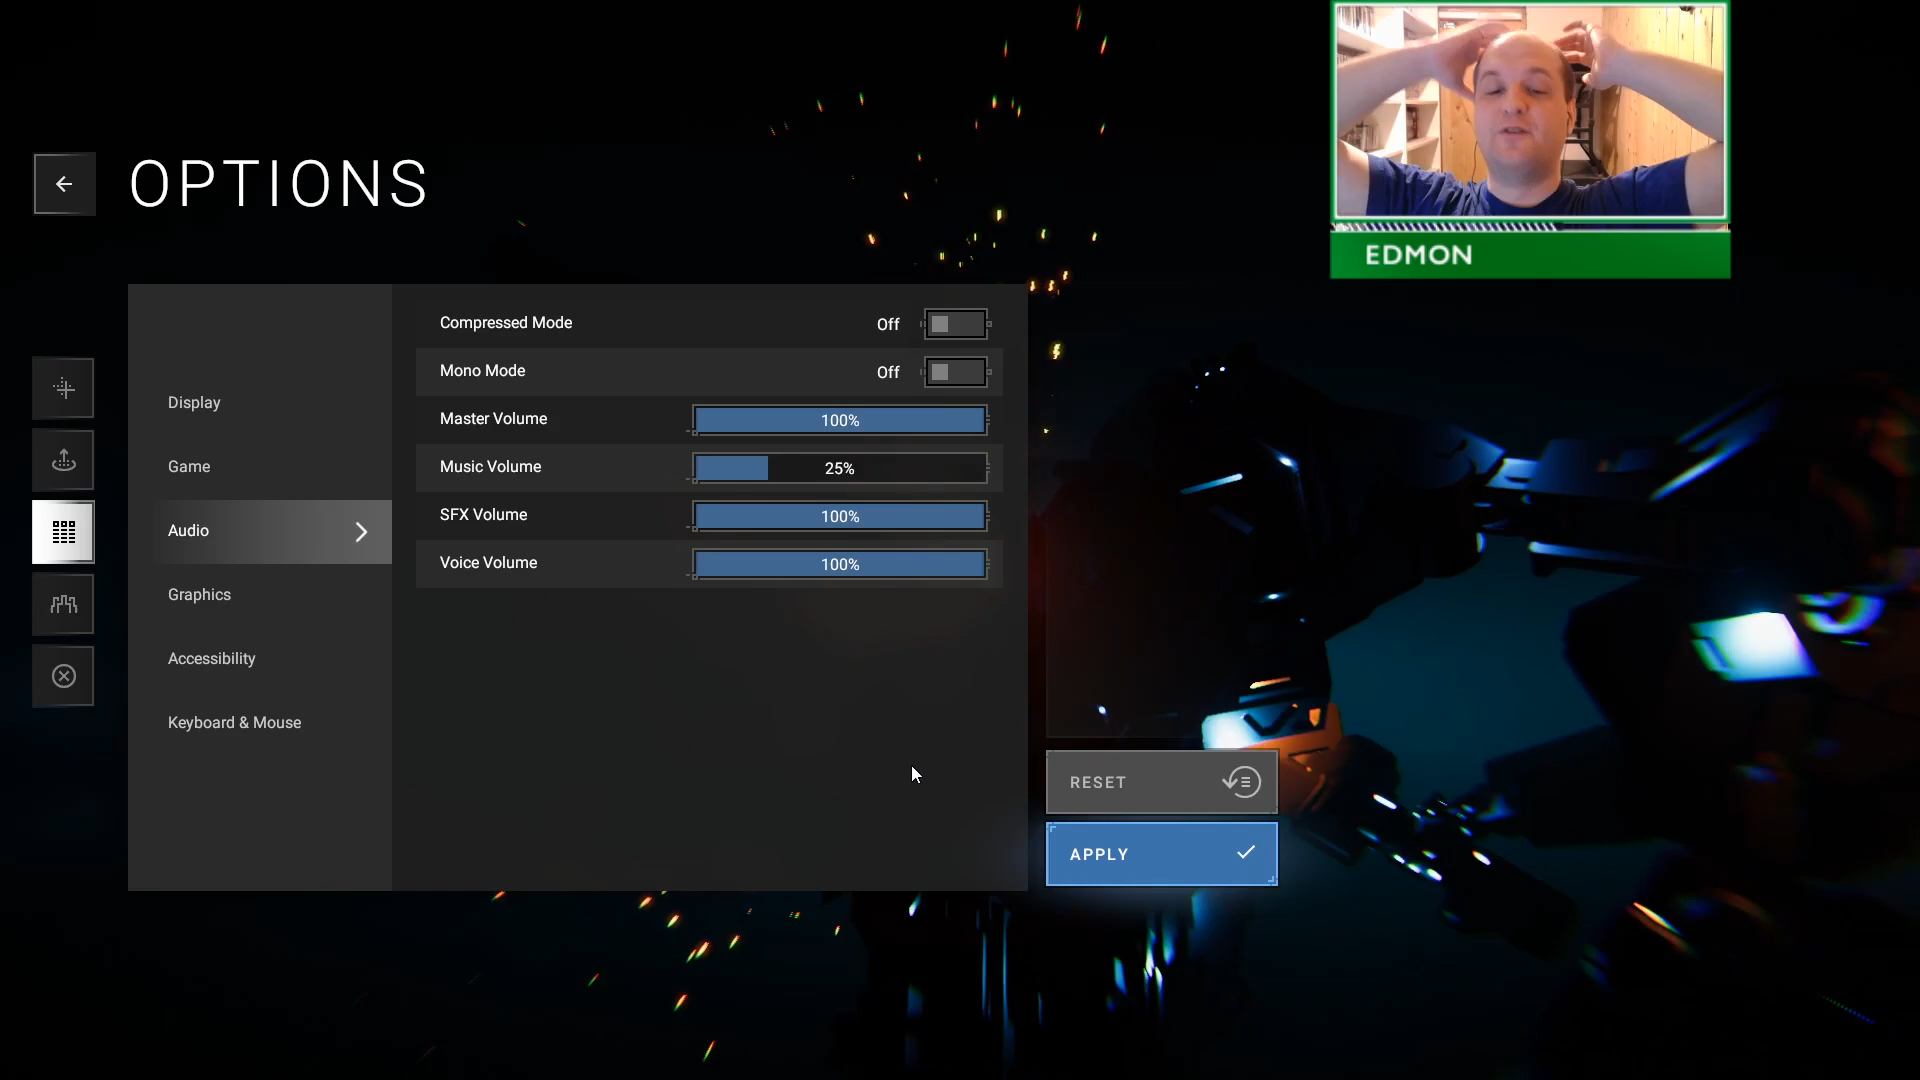 OPTIONS
EDMON
Display
Game
Audio
Graphics
Accessibility
Keyboard & Mouse
Compressed Mode Off
Mono Mode Off
Master Volume 100%
Music Volume 25%
SFX Volume 100%
Voice Volume 100%
RESET
APPLY